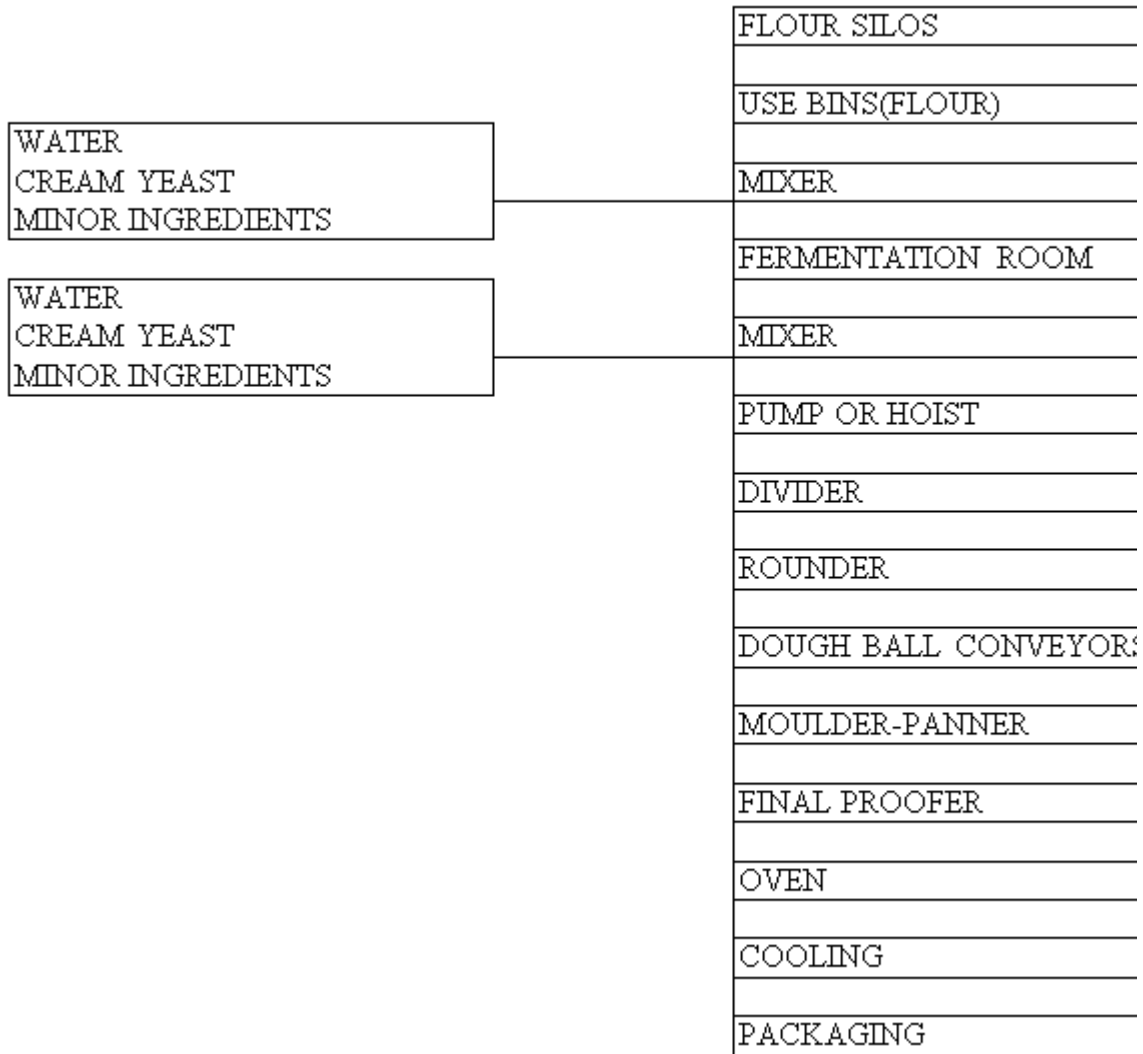 FLOUR SILOS
USE BINS(FLOUR)
WATER
CREAM YEAST
MINOR INGREDIENTS
MIXER
FERMENTATION ROOM
WATER
CREAM YEAST
MINOR INGREDIENTS
MIXER
PUMP OR HOIST
DIVIDER
ROUNDER
DOUGH BALL CONVEYORS
MOULDER-PANNER
FINAL PROOFER
OVEN
COOLING
PACKAGING